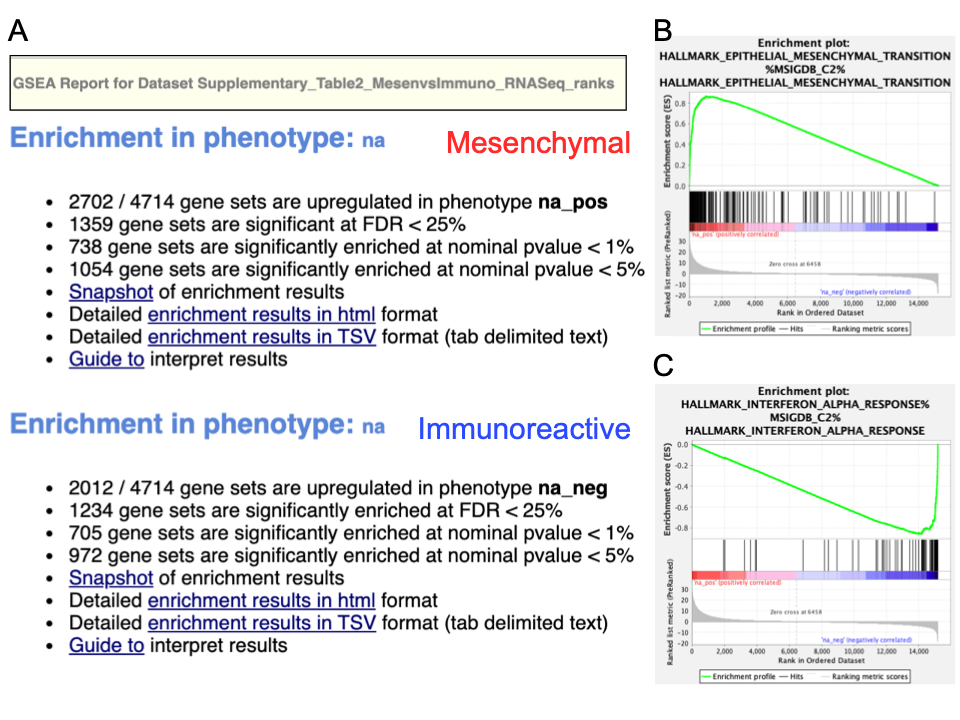 A
GSEA Report for Dataset Supplementary_Table2_MesenvsImmuno_RNASeq_ranks
Enrichment in phenotype: na
Mesenchymal
• 2702 / 4714 gene sets are upregulated in phenotype na_pos
• 1359 gene sets are significant at FDR < 25%
• 738 gene sets are significantly enriched at nominal pvalue < 1%
• 1054 gene sets are significantly enriched at nominal pvalue < 5%
• Snapshot of enrichment results
• Detailed enrichment results in html format
• Detailed enrichment results in TSV format (tab delimited text)
• Guide to interpret results
Enrichment in phenotype: na
Immunoreactive
• 2012 / 4714 gene sets are upregulated in phenotype na_neg
• 1234 gene sets are significantly enriched at FDR < 25%
• 705 gene sets are significantly enriched at nominal pvalue < 1%
• 972 gene sets are significantly enriched at nominal pvalue < 5%
• Snapshot of enrichment results
• Detailed enrichment results in html format
• Detailed enrichment results in TSV format (tab delimited text)
• Guide to interpret results
B
Enrichment plot:
HALLMARK_EPITHELIAL_MESENCHYMAL_TRANSITION
%MSIGDB_C2%
HALLMARK_EPITHELIAL_MESENCHYMAL_TRANSITION
Enrichment score (ES)
0.8
0.6
0.4
0.2
0.0
'na_pos' (positively correlated)
Ranked list metric (PreRanked)
30
20
10
0
-10
-20
Zero cross at 6458
'na_neg' (negatively correlated)
0 2,000 4,000 6,000 8,000 10,000 12,000 14,000
Rank in Ordered Dataset
Enrichment profile Hits Ranking metric scores
C
Enrichment plot:
HALLMARK_INTERFERON_ALPHA_RESPONSE%
MSIGDB_C2%
HALLMARK_INTERFERON_ALPHA_RESPONSE
Enrichment score (ES)
0.0
-0.2
-0.4
-0.6
-0.8
'na_pos' (positively correlated)
Ranked list metric (PreRanked)
30
20
10
0
-10
-20
Zero cross at 6458
'na_neg' (negatively correlated)
0 2,000 4,000 6,000 8,000 10,000 12,000 14,000
Rank in Ordered Dataset
Enrichment profile Hits Ranking metric scores